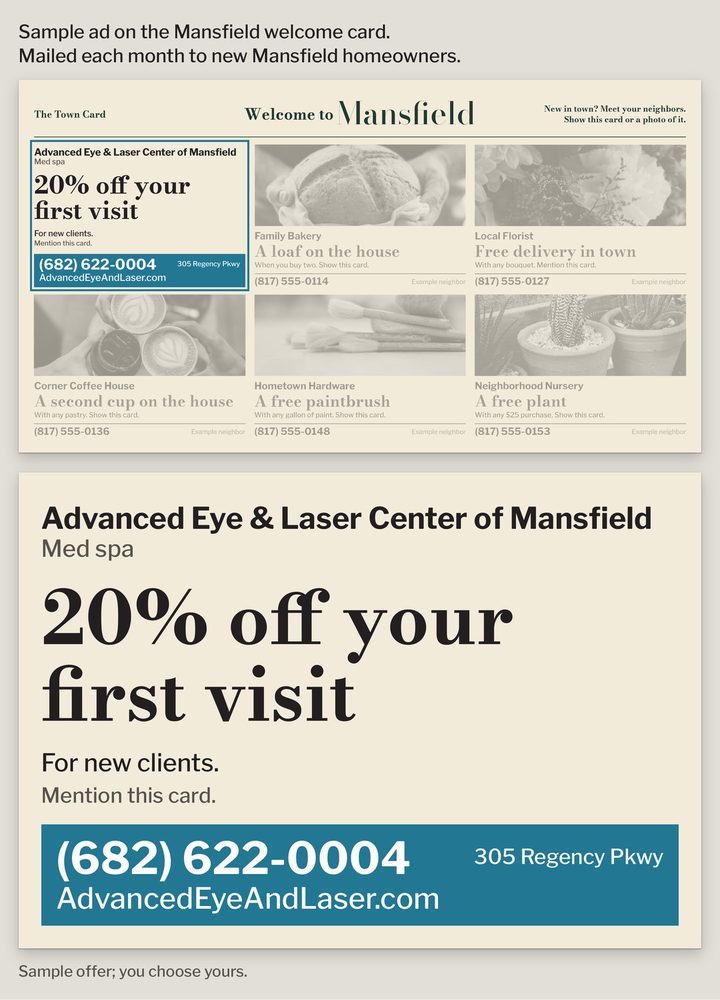 Sample ad on the Mansfield welcome card.
Mailed each month to new Mansfield homeowners.
The Town Card
Welcome to Mansfield
New in town? Meet your neighbors.
Show this card or a photo of it.
Advanced Eye & Laser Center of Mansfield
Med spa
20% off your
first visit
For new clients.
Mention this card.
(682) 622-0004
305 Regency Pkwy
AdvancedEyeAndLaser.com
Family Bakery
A loaf on the house
When you buy two. Show this card.
(817) 555-0114
Example neighbor
Local Florist
Free delivery in town
With any bouquet. Mention this card.
(817) 555-0127
Example neighbor
Corner Coffee House
A second cup on the house
With any pastry. Show this card.
(817) 555-0136
Example neighbor
Hometown Hardware
A free paintbrush
With any gallon of paint. Show this card.
(817) 555-0148
Example neighbor
Neighborhood Nursery
A free plant
With any $25 purchase. Show this card.
(817) 555-0153
Example neighbor
Advanced Eye & Laser Center of Mansfield
Med spa
20% off your
first visit
For new clients.
Mention this card.
(682) 622-0004
305 Regency Pkwy
AdvancedEyeAndLaser.com
Sample offer; you choose yours.